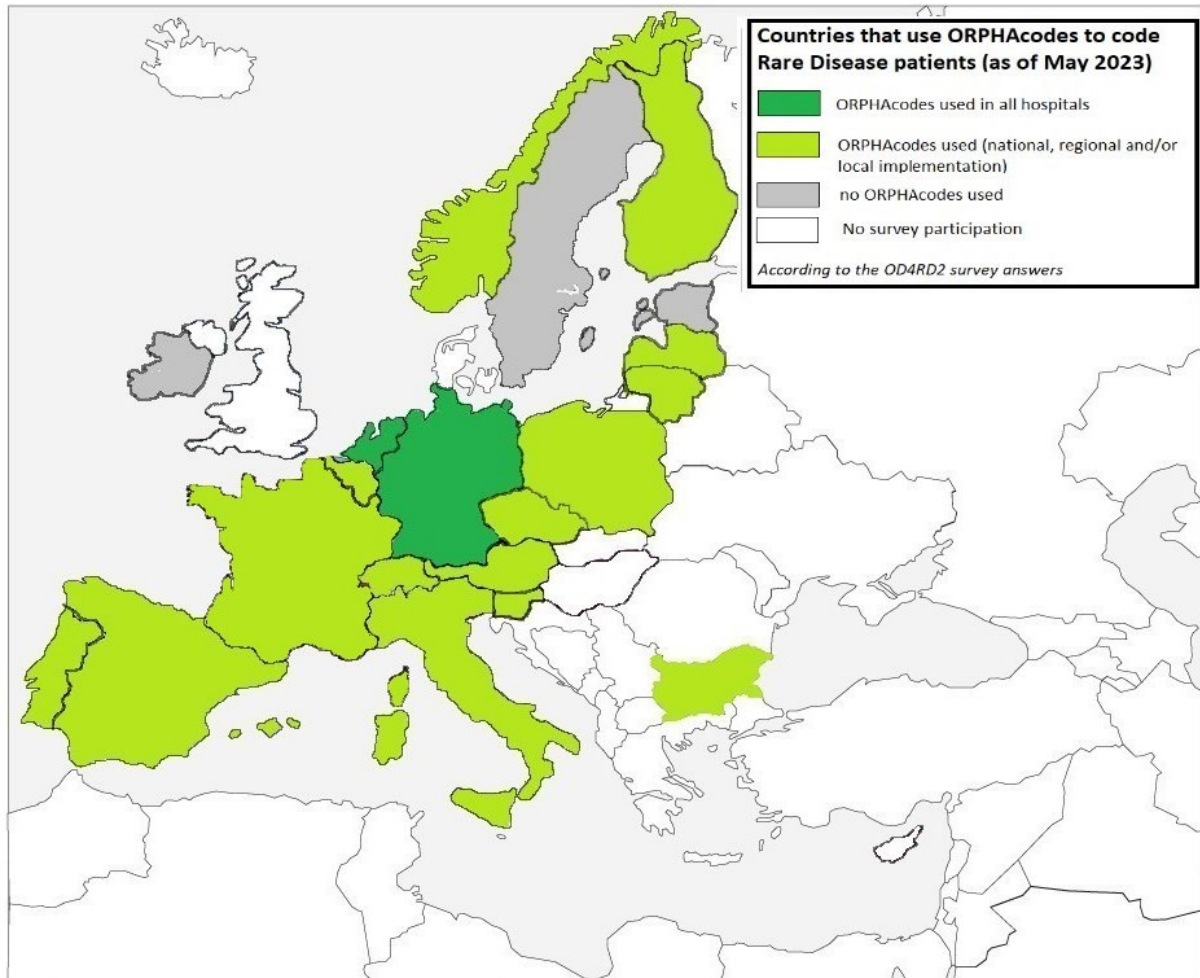 Countries that use ORPHAcodes to code
Rare Disease patients (as of May 2023)
ORPHAcodes used in all hospitals
ORPHAcodes used (national, regional and/or
local implementation)
no ORPHAcodes used
No survey participation
According to the OD4RD2 survey answers